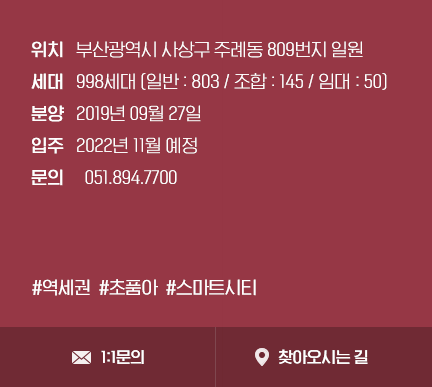 위치 부산광역시 사상구 주례동 809번지 일원
세대 998세대 (일반 : 803 / 조합 : 145 / 임대 : 50)
분양 2019년 09월 27일
입주 2022년 11월 예정
문의 051.894.7700
#역세권 #초품아 #스마트시티
1:1문의 찾아오시는 길